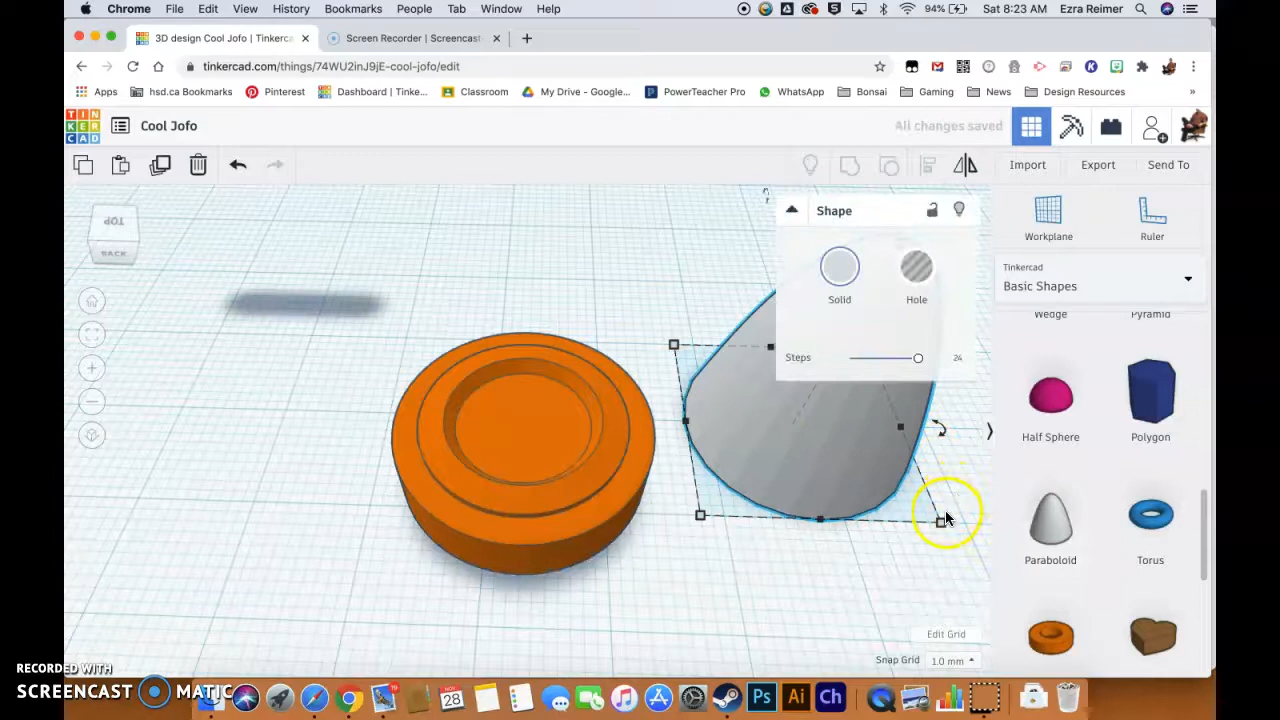 Chrome File Edit View History Bookmarks People Tab Window Help 94% Sat 8:23 AM Ezra Reimer
3D design Cool Jofo | Tinkerca × Screen Recorder | Screencast- × +
tinkercad.com/things/74WU2inJ9jE-cool-jofo/edit
Apps hsd.ca Bookmarks Pinterest Dashboard | Tinke... Classroom My Drive - Google... PowerTeacher Pro WhatsApp Bonsai Gaming News Design Resources »
TIN
KER
CAD
Cool Jofo All changes saved
Import Export Send To
TOP
BACK
Shape
Solid Hole
Steps 24
Workplane Ruler
Tinkercad
Basic Shapes
Wedge Pyramid
Half Sphere Polygon
Paraboloid Torus
Edit Grid
Snap Grid 1.0 mm
RECORDED WITH
SCREENCAST MATIC
NOV
28
Ps Ai Ch